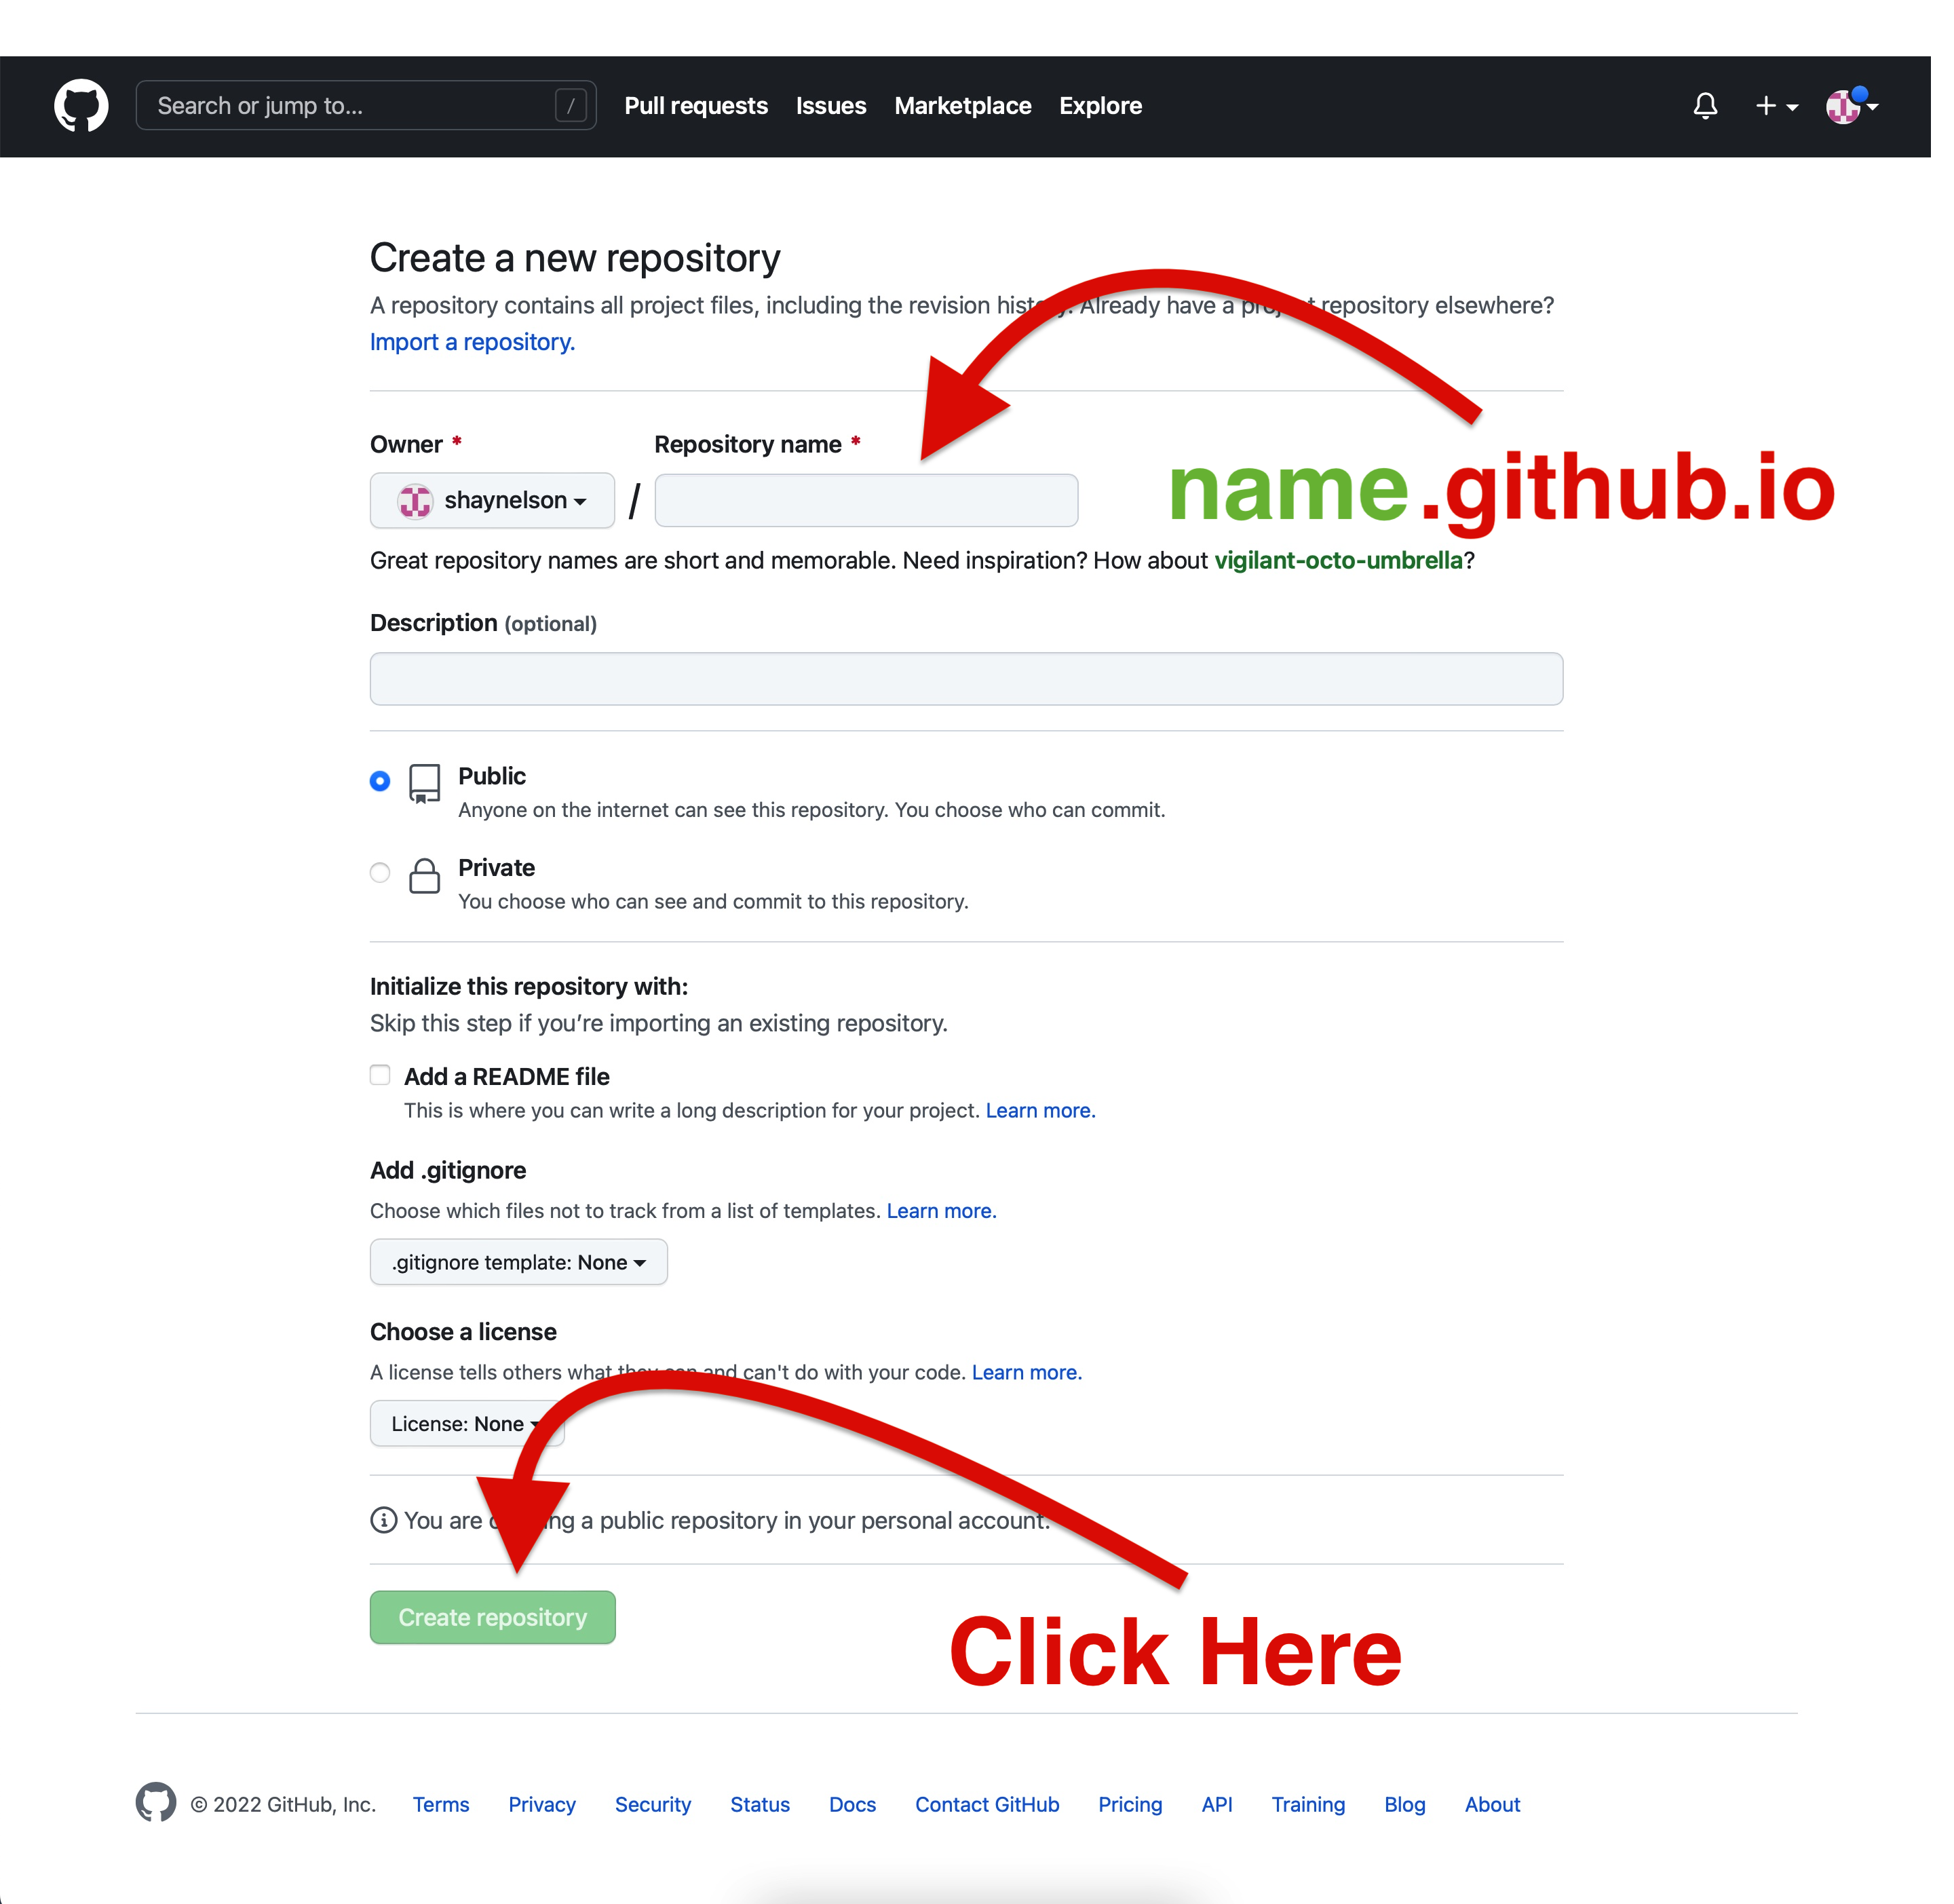 Search or jump to... /
Pull requests Issues Marketplace Explore
Create a new repository
A repository contains all project files, including the revision history. Already have a project repository elsewhere?
Import a repository.
Owner * Repository name *
shaynelson /
name.github.io
Great repository names are short and memorable. Need inspiration? How about vigilant-octo-umbrella?
Description (optional)
Public
Anyone on the internet can see this repository. You choose who can commit.
Private
You choose who can see and commit to this repository.
Initialize this repository with:
Skip this step if you’re importing an existing repository.
Add a README file
This is where you can write a long description for your project. Learn more.
Add .gitignore
Choose which files not to track from a list of templates. Learn more.
.gitignore template: None
Choose a license
A license tells others what they can and can't do with your code. Learn more.
License: None
You are creating a public repository in your personal account.
Create repository
Click Here
© 2022 GitHub, Inc. Terms Privacy Security Status Docs Contact GitHub Pricing API Training Blog About